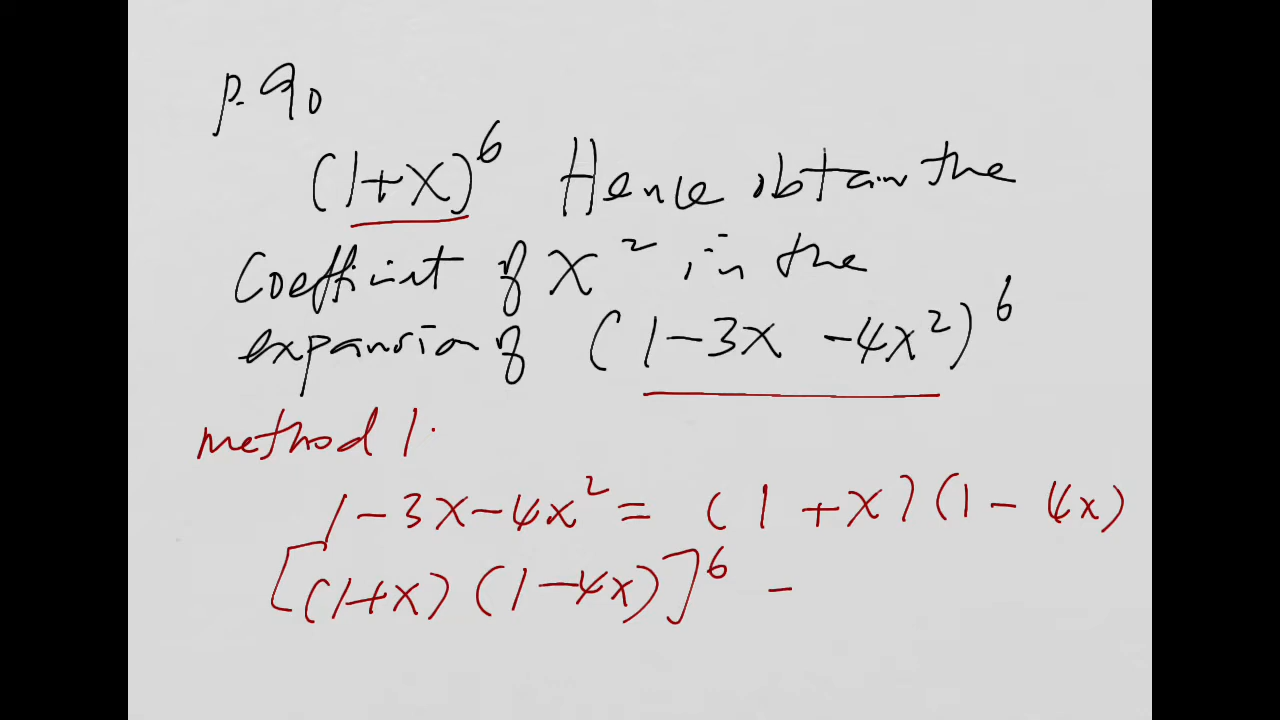 p.90
(1+x)^6 Hence obtain the
Coefficient of x^2 in the
expansion of (1-3x -4x^2)^6
method 1.
1-3x-4x^2 = (1+x)(1-4x)
[(1+x)(1-4x)]^6 -